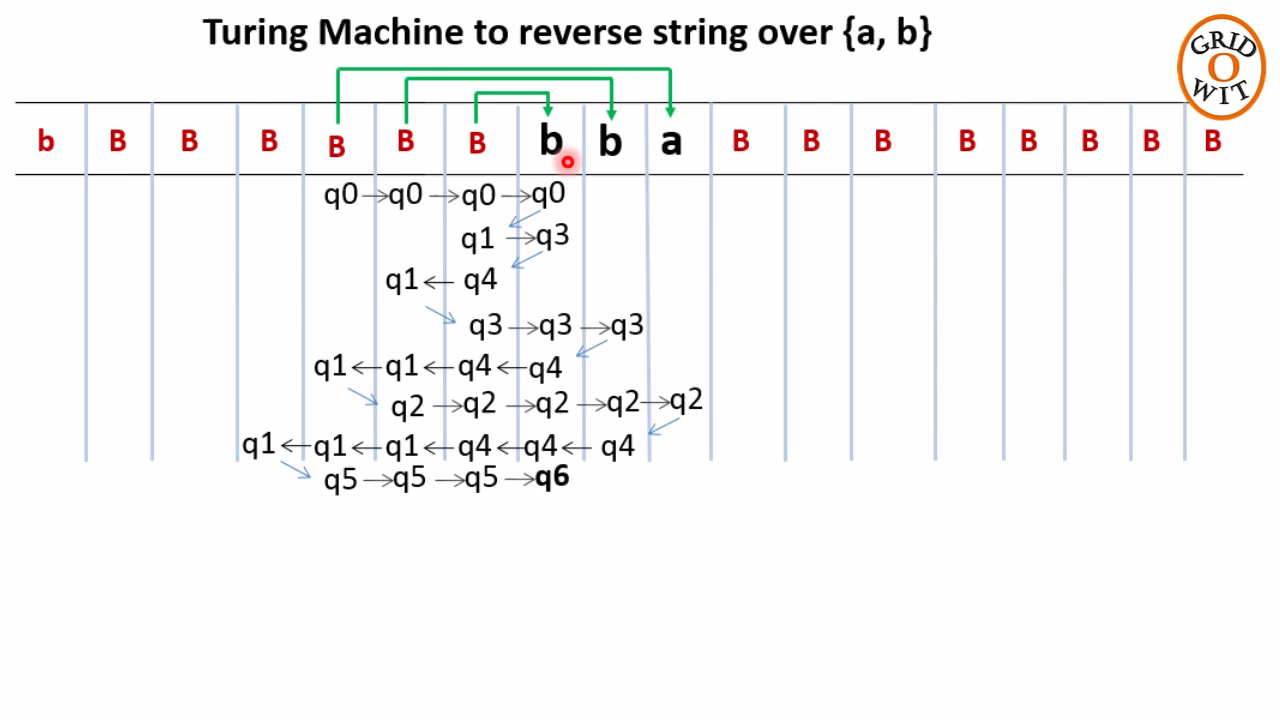 Turing Machine to reverse string over {a, b}
GRID
O
WIT
b B B B B B B b b a B B B B B B B B
q0→q0→q0→q0
q1→q3
q1←q4
q3→q3→q3
q1←q1←q4←q4
q2→q2→q2→q2→q2
q1←q1←q1←q4←q4←q4
q5→q5→q5→q6